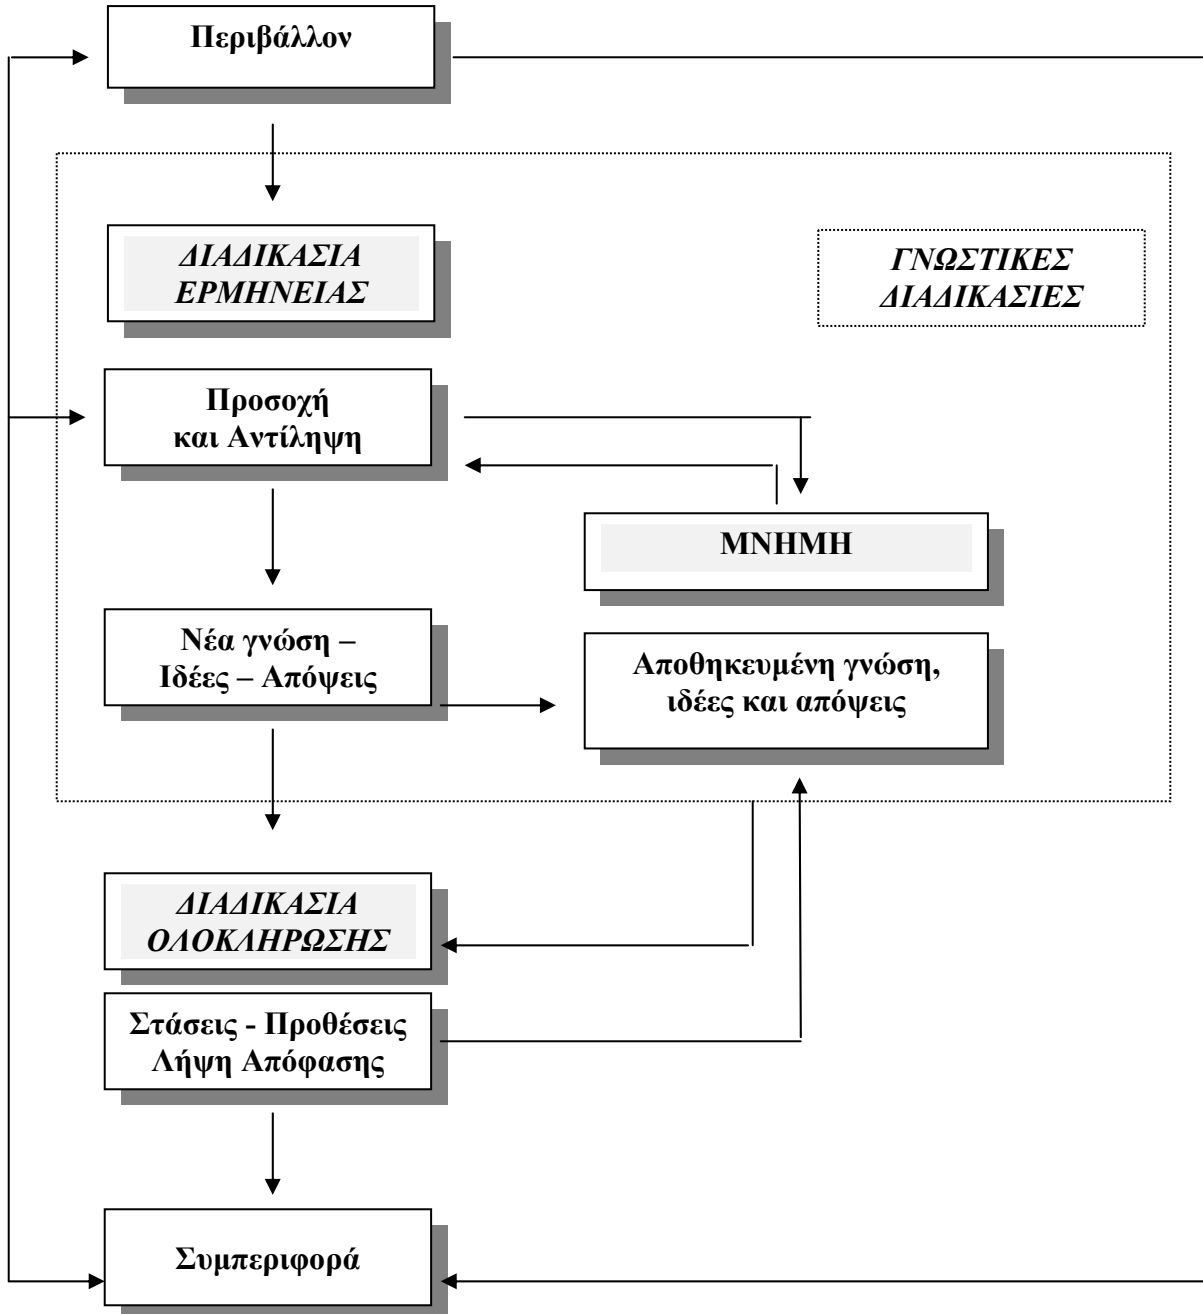 Περιβάλλον
ΔΙΑΔΙΚΑΣΙΑ
ΕΡΜΗΝΕΙΑΣ
ΓΝΩΣΤΙΚΕΣ
ΔΙΑΔΙΚΑΣΙΕΣ
Προσοχή
και Αντίληψη
ΜΝΗΜΗ
Νέα γνώση –
Ιδέες – Απόψεις
Αποθηκευμένη γνώση,
ιδέες και απόψεις
ΔΙΑΔΙΚΑΣΙΑ
ΟΛΟΚΛΗΡΩΣΗΣ
Στάσεις - Προθέσεις
Λήψη Απόφασης
Συμπεριφορά